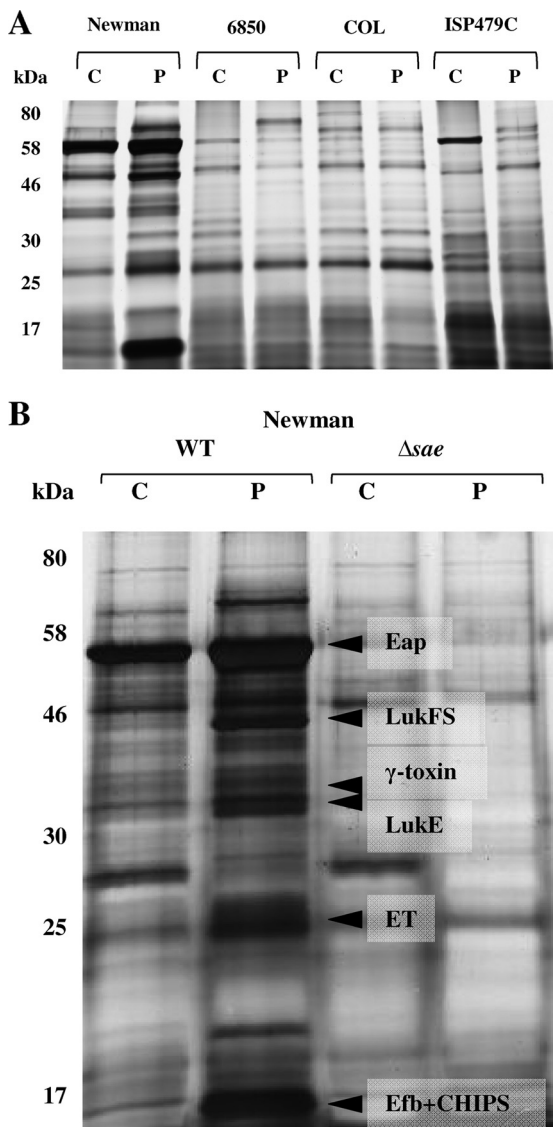 A
Newman 6850 COL ISP479C
kDa C P C P C P C P
80
58
46
30
25
17
B
Newman
WT Δsae
kDa C P C P
80
58 Eap
46 LukFS
γ-toxin
30 LukE
25 ET
17 Efb+CHIPS